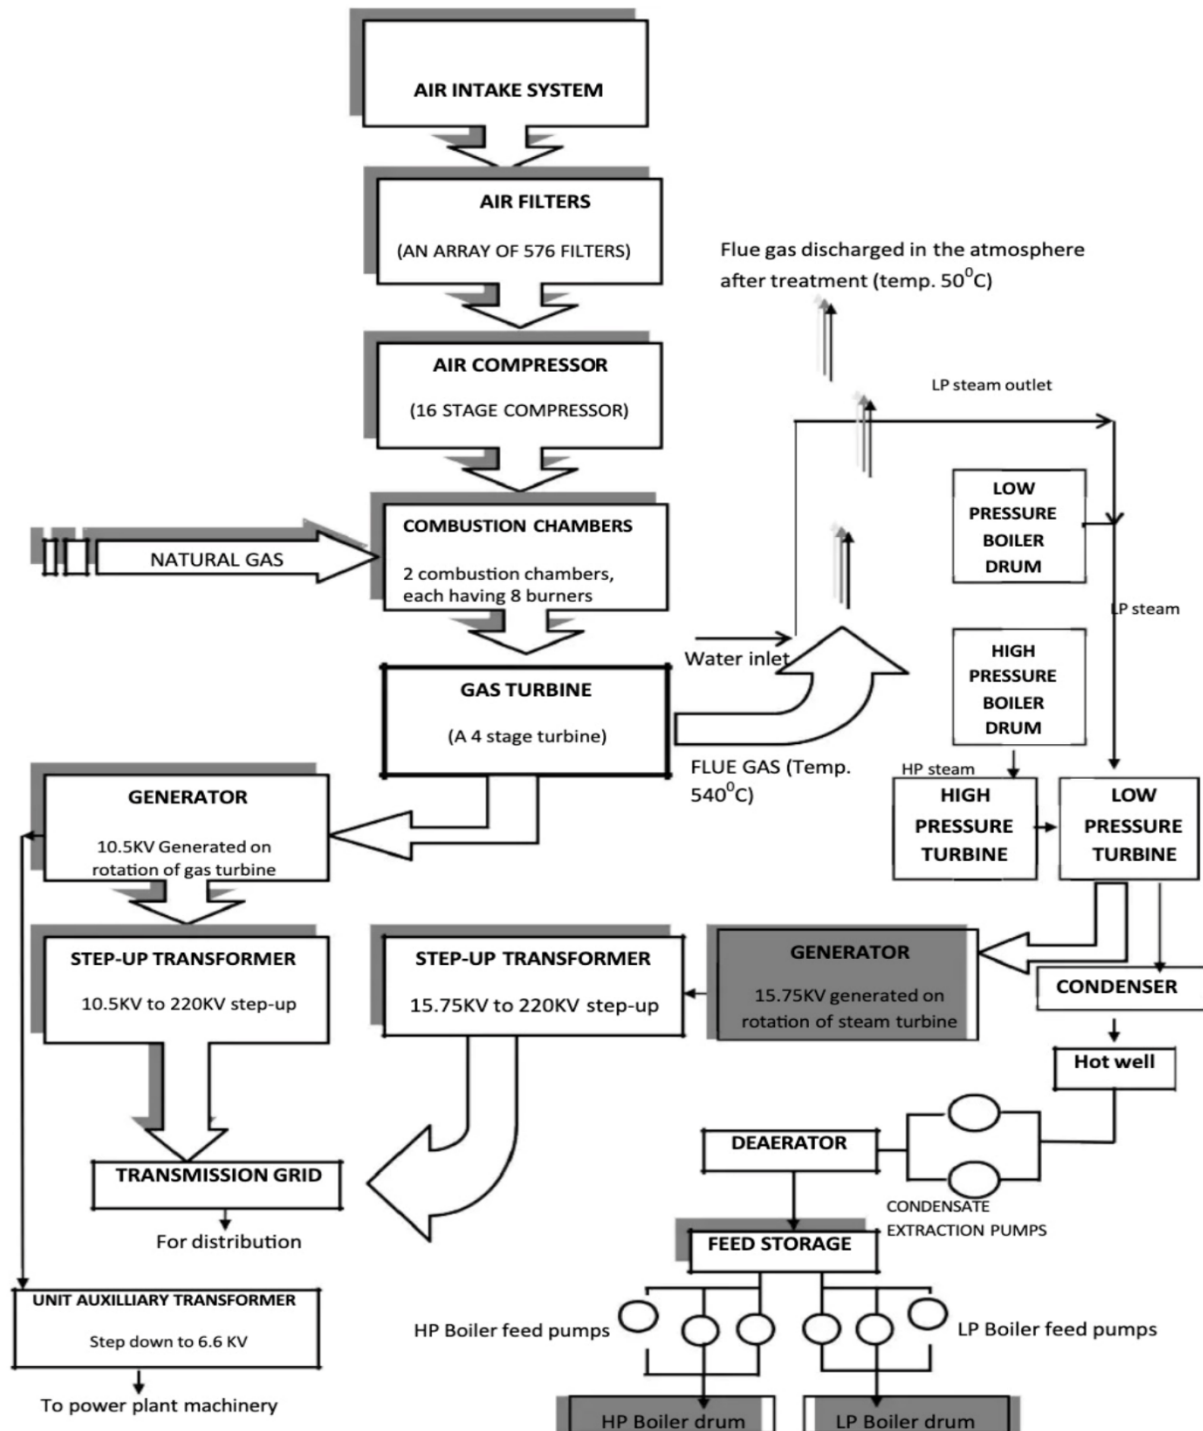 AIR INTAKE SYSTEM
AIR FILTERS
(AN ARRAY OF 576 FILTERS)
Flue gas discharged in the atmosphere
after treatment (temp. 50⁰C)
AIR COMPRESSOR
(16 STAGE COMPRESSOR)
LP steam outlet
COMBUSTION CHAMBERS
2 combustion chambers,
each having 8 burners
NATURAL GAS
LOW
PRESSURE
BOILER
DRUM
LP steam
Water inlet
HIGH
PRESSURE
BOILER
DRUM
GAS TURBINE
(A 4 stage turbine)
FLUE GAS (Temp.
540⁰C)
HP steam
HIGH
PRESSURE
TURBINE
LOW
PRESSURE
TURBINE
GENERATOR
10.5KV Generated on
rotation of gas turbine
STEP-UP TRANSFORMER
10.5KV to 220KV step-up
STEP-UP TRANSFORMER
15.75KV to 220KV step-up
GENERATOR
15.75KV generated on
rotation of steam turbine
CONDENSER
Hot well
DEAERATOR
CONDENSATE
EXTRACTION PUMPS
TRANSMISSION GRID
For distribution
FEED STORAGE
UNIT AUXILLIARY TRANSFORMER
Step down to 6.6 KV
To power plant machinery
HP Boiler feed pumps
LP Boiler feed pumps
HP Boiler drum
LP Boiler drum